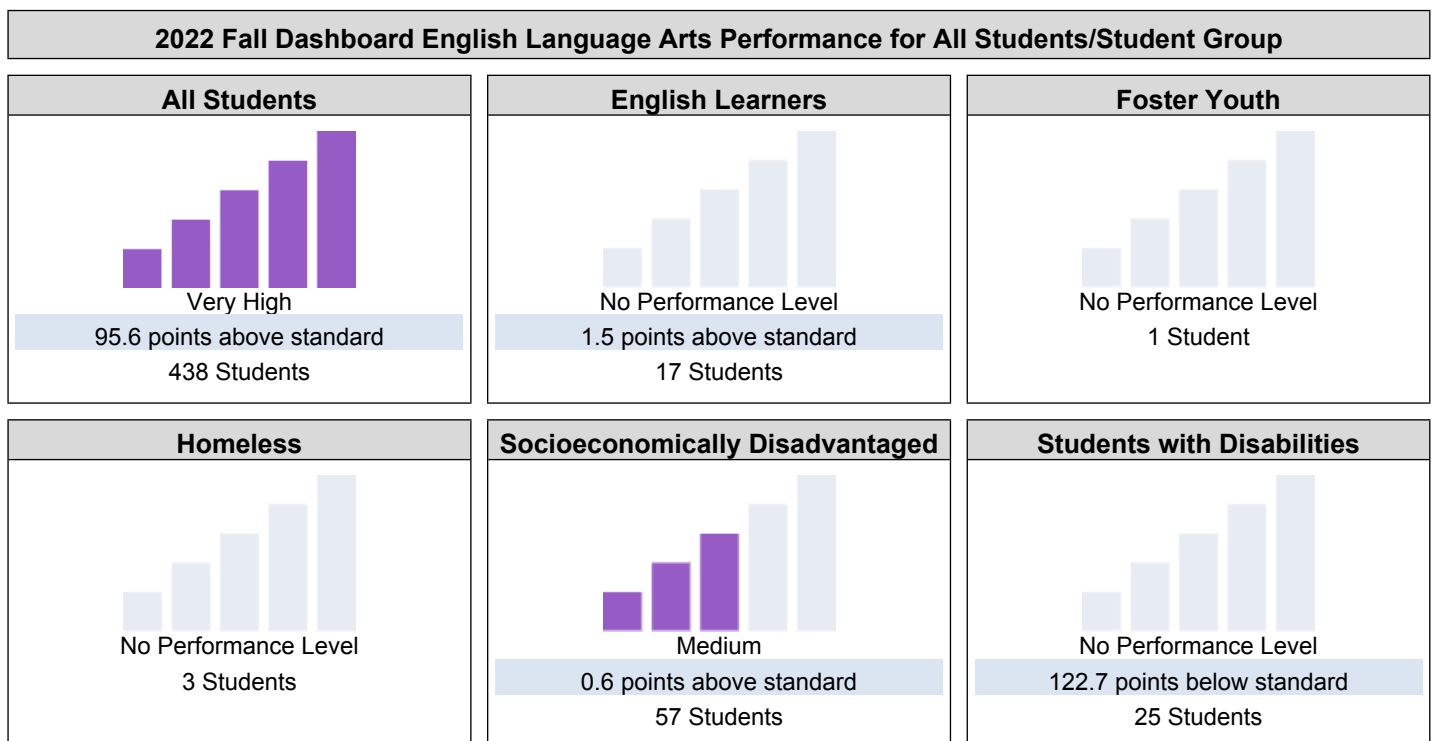 2022 Fall Dashboard English Language Arts Performance for All Students/Student Group
All Students
Very High
95.6 points above standard
438 Students
English Learners
No Performance Level
1.5 points above standard
17 Students
Foster Youth
No Performance Level
1 Student
Homeless
No Performance Level
3 Students
Socioeconomically Disadvantaged
Medium
0.6 points above standard
57 Students
Students with Disabilities
No Performance Level
122.7 points below standard
25 Students